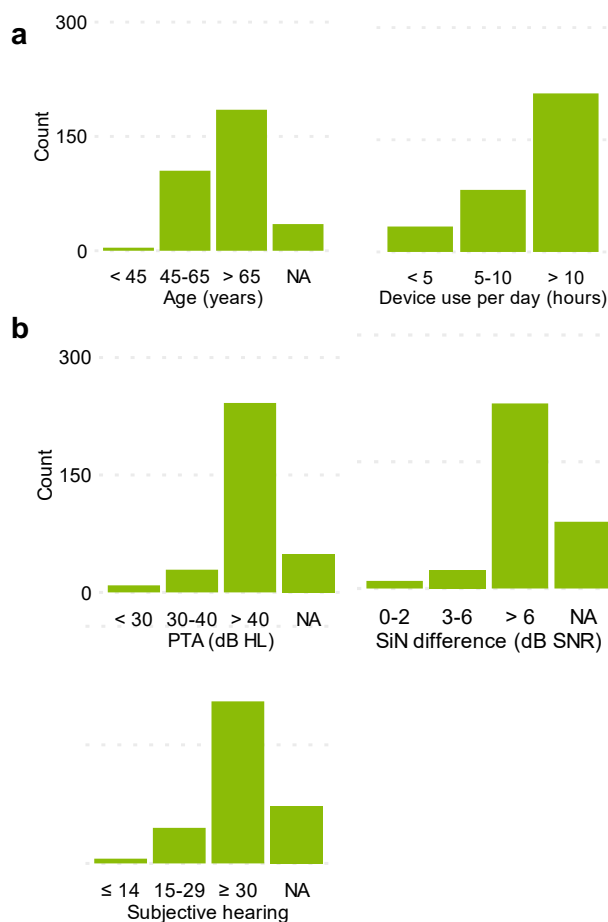 a
300
150
0
Count
< 45 45-65 > 65 NA
Age (years)
< 5 5-10 > 10
Device use per day (hours)
b
300
150
0
Count
< 30 30-40 > 40 NA
PTA (dB HL)
0-2 3-6 > 6 NA
SiN difference (dB SNR)
≤ 14 15-29 ≥ 30 NA
Subjective hearing